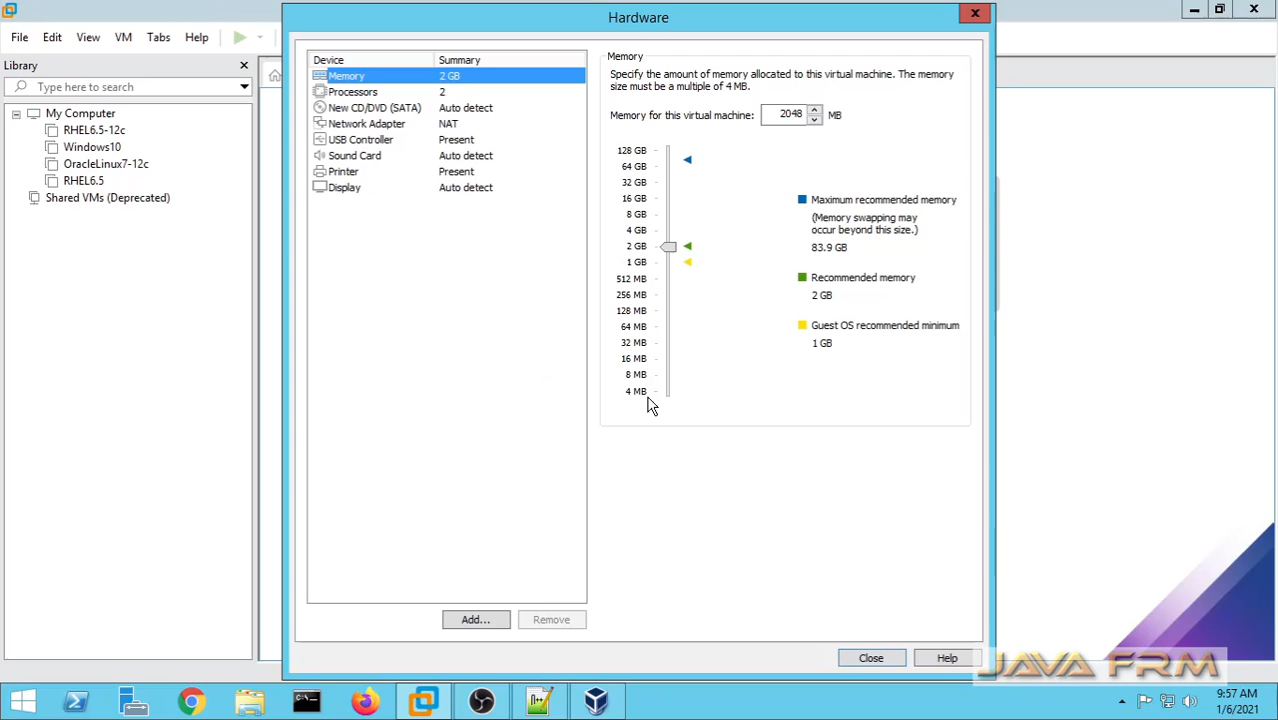 Hardware
File Edit View VM Tabs Help
Library
Type here to search
My Computer
RHEL6.5-12c
Windows10
OracleLinux7-12c
RHEL6.5
Shared VMs (Deprecated)
Device Summary
Memory 2 GB
Processors 2
New CD/DVD (SATA) Auto detect
Network Adapter NAT
USB Controller Present
Sound Card Auto detect
Printer Present
Display Auto detect
Add... Remove
Memory
Specify the amount of memory allocated to this virtual machine. The memory
size must be a multiple of 4 MB.
Memory for this virtual machine: 2048 MB
128 GB
64 GB
32 GB
16 GB
8 GB
4 GB
2 GB
1 GB
512 MB
256 MB
128 MB
64 MB
32 MB
16 MB
8 MB
4 MB
Maximum recommended memory
(Memory swapping may
occur beyond this size.)
83.9 GB
Recommended memory
2 GB
Guest OS recommended minimum
1 GB
Close Help
JAVA FRM
9:57 AM
1/6/2021